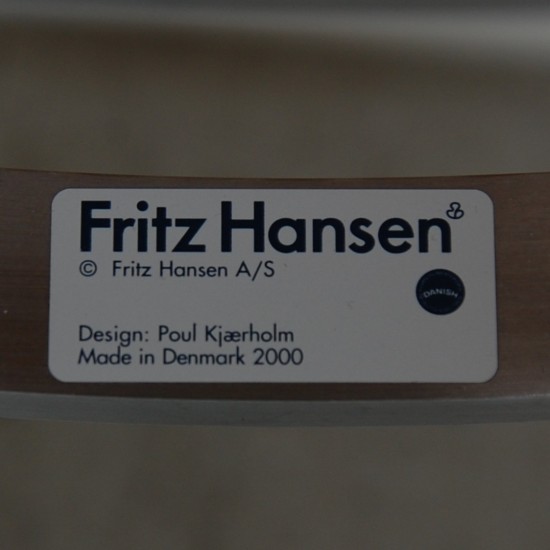 Fritz Hansen
© Fritz Hansen A/S
DANISH
Design: Poul Kjærholm
Made in Denmark 2000